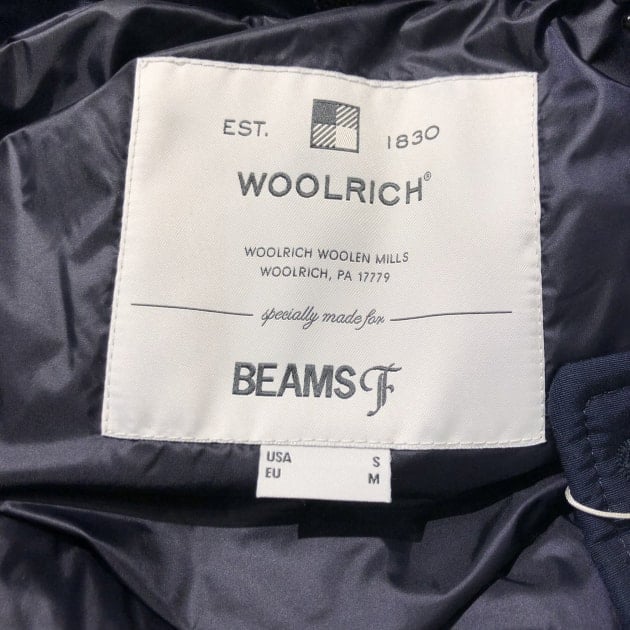 EST. 1830
WOOLRICH®
WOOLRICH WOOLEN MILLS
WOOLRICH, PA 17779
specially made for
BEAMS F
USA S
EU M